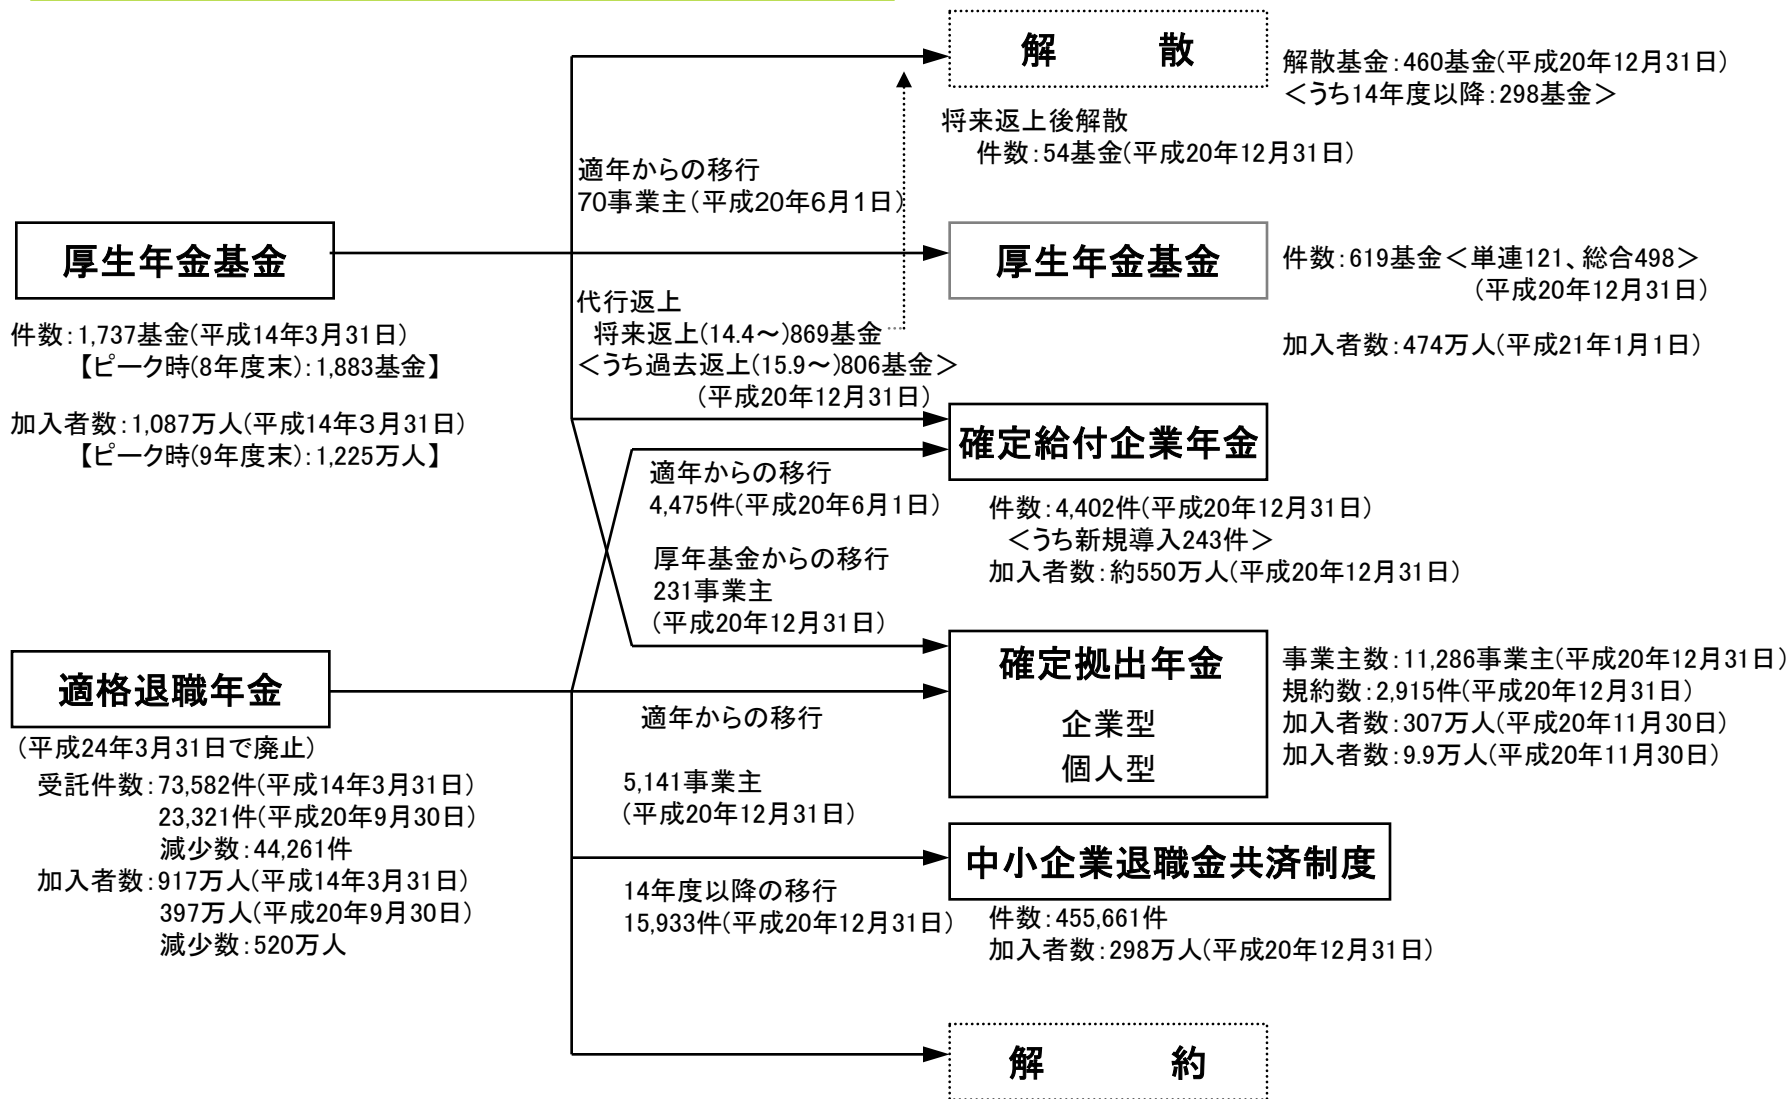 解　散
解散基金：460基金(平成20年12月31日)
＜うち14年度以降：298基金＞
将来返上後解散
件数：54基金(平成20年12月31日)
適年からの移行
70事業主(平成20年6月1日)
厚生年金基金
件数：1,737基金(平成14年3月31日)
【ピーク時(8年度末)：1,883基金】
加入者数：1,087万人(平成14年３月31日)
【ピーク時(9年度末)：1,225万人】
厚生年金基金
件数：619基金＜単連121、総合498＞
(平成20年12月31日)
加入者数：474万人(平成21年1月1日)
代行返上
将来返上(14.4～)869基金
＜うち過去返上(15.9～)806基金＞
(平成20年12月31日)
確定給付企業年金
適年からの移行
4,475件(平成20年6月1日)
件数：4,402件(平成20年12月31日)
＜うち新規導入243件＞
加入者数：約550万人(平成20年12月31日)
厚年基金からの移行
231事業主
(平成20年12月31日)
適格退職年金
(平成24年3月31日で廃止)
受託件数：73,582件(平成14年3月31日)
23,321件(平成20年9月30日)
減少数：44,261件
加入者数：917万人(平成14年3月31日)
397万人(平成20年9月30日)
減少数：520万人
確定拠出年金
企業型
個人型
事業主数：11,286事業主(平成20年12月31日)
規約数：2,915件(平成20年12月31日)
加入者数：307万人(平成20年11月30日)
加入者数：9.9万人(平成20年11月30日)
適年からの移行
5,141事業主
(平成20年12月31日)
中小企業退職金共済制度
14年度以降の移行
15,933件(平成20年12月31日)
件数：455,661件
加入者数：298万人(平成20年12月31日)
解　約